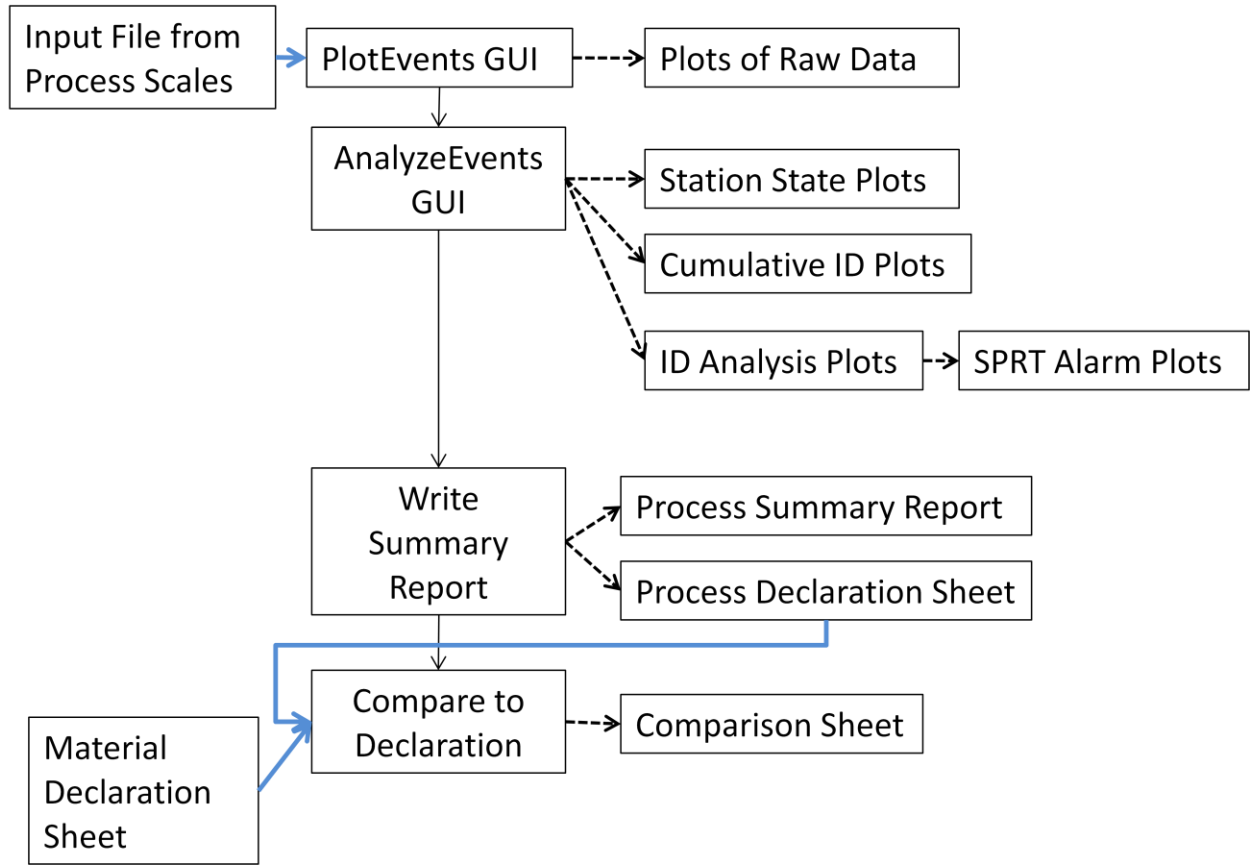 Input File from
Process Scales
PlotEvents GUI
Plots of Raw Data
AnalyzeEvents
GUI
Station State Plots
Cumulative ID Plots
ID Analysis Plots
SPRT Alarm Plots
Write
Summary
Report
Process Summary Report
Process Declaration Sheet
Compare to
Declaration
Comparison Sheet
Material
Declaration
Sheet